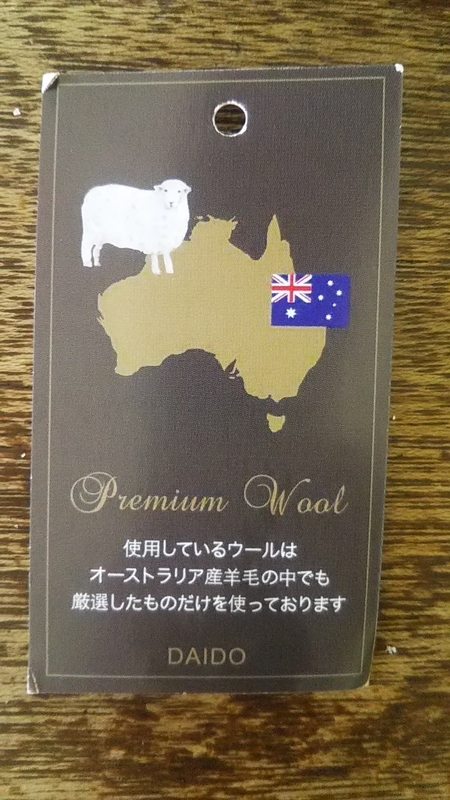 Premium Wool
使用しているウールは
オーストラリア産羊毛の中でも
厳選したものだけを使っております
DAIDO